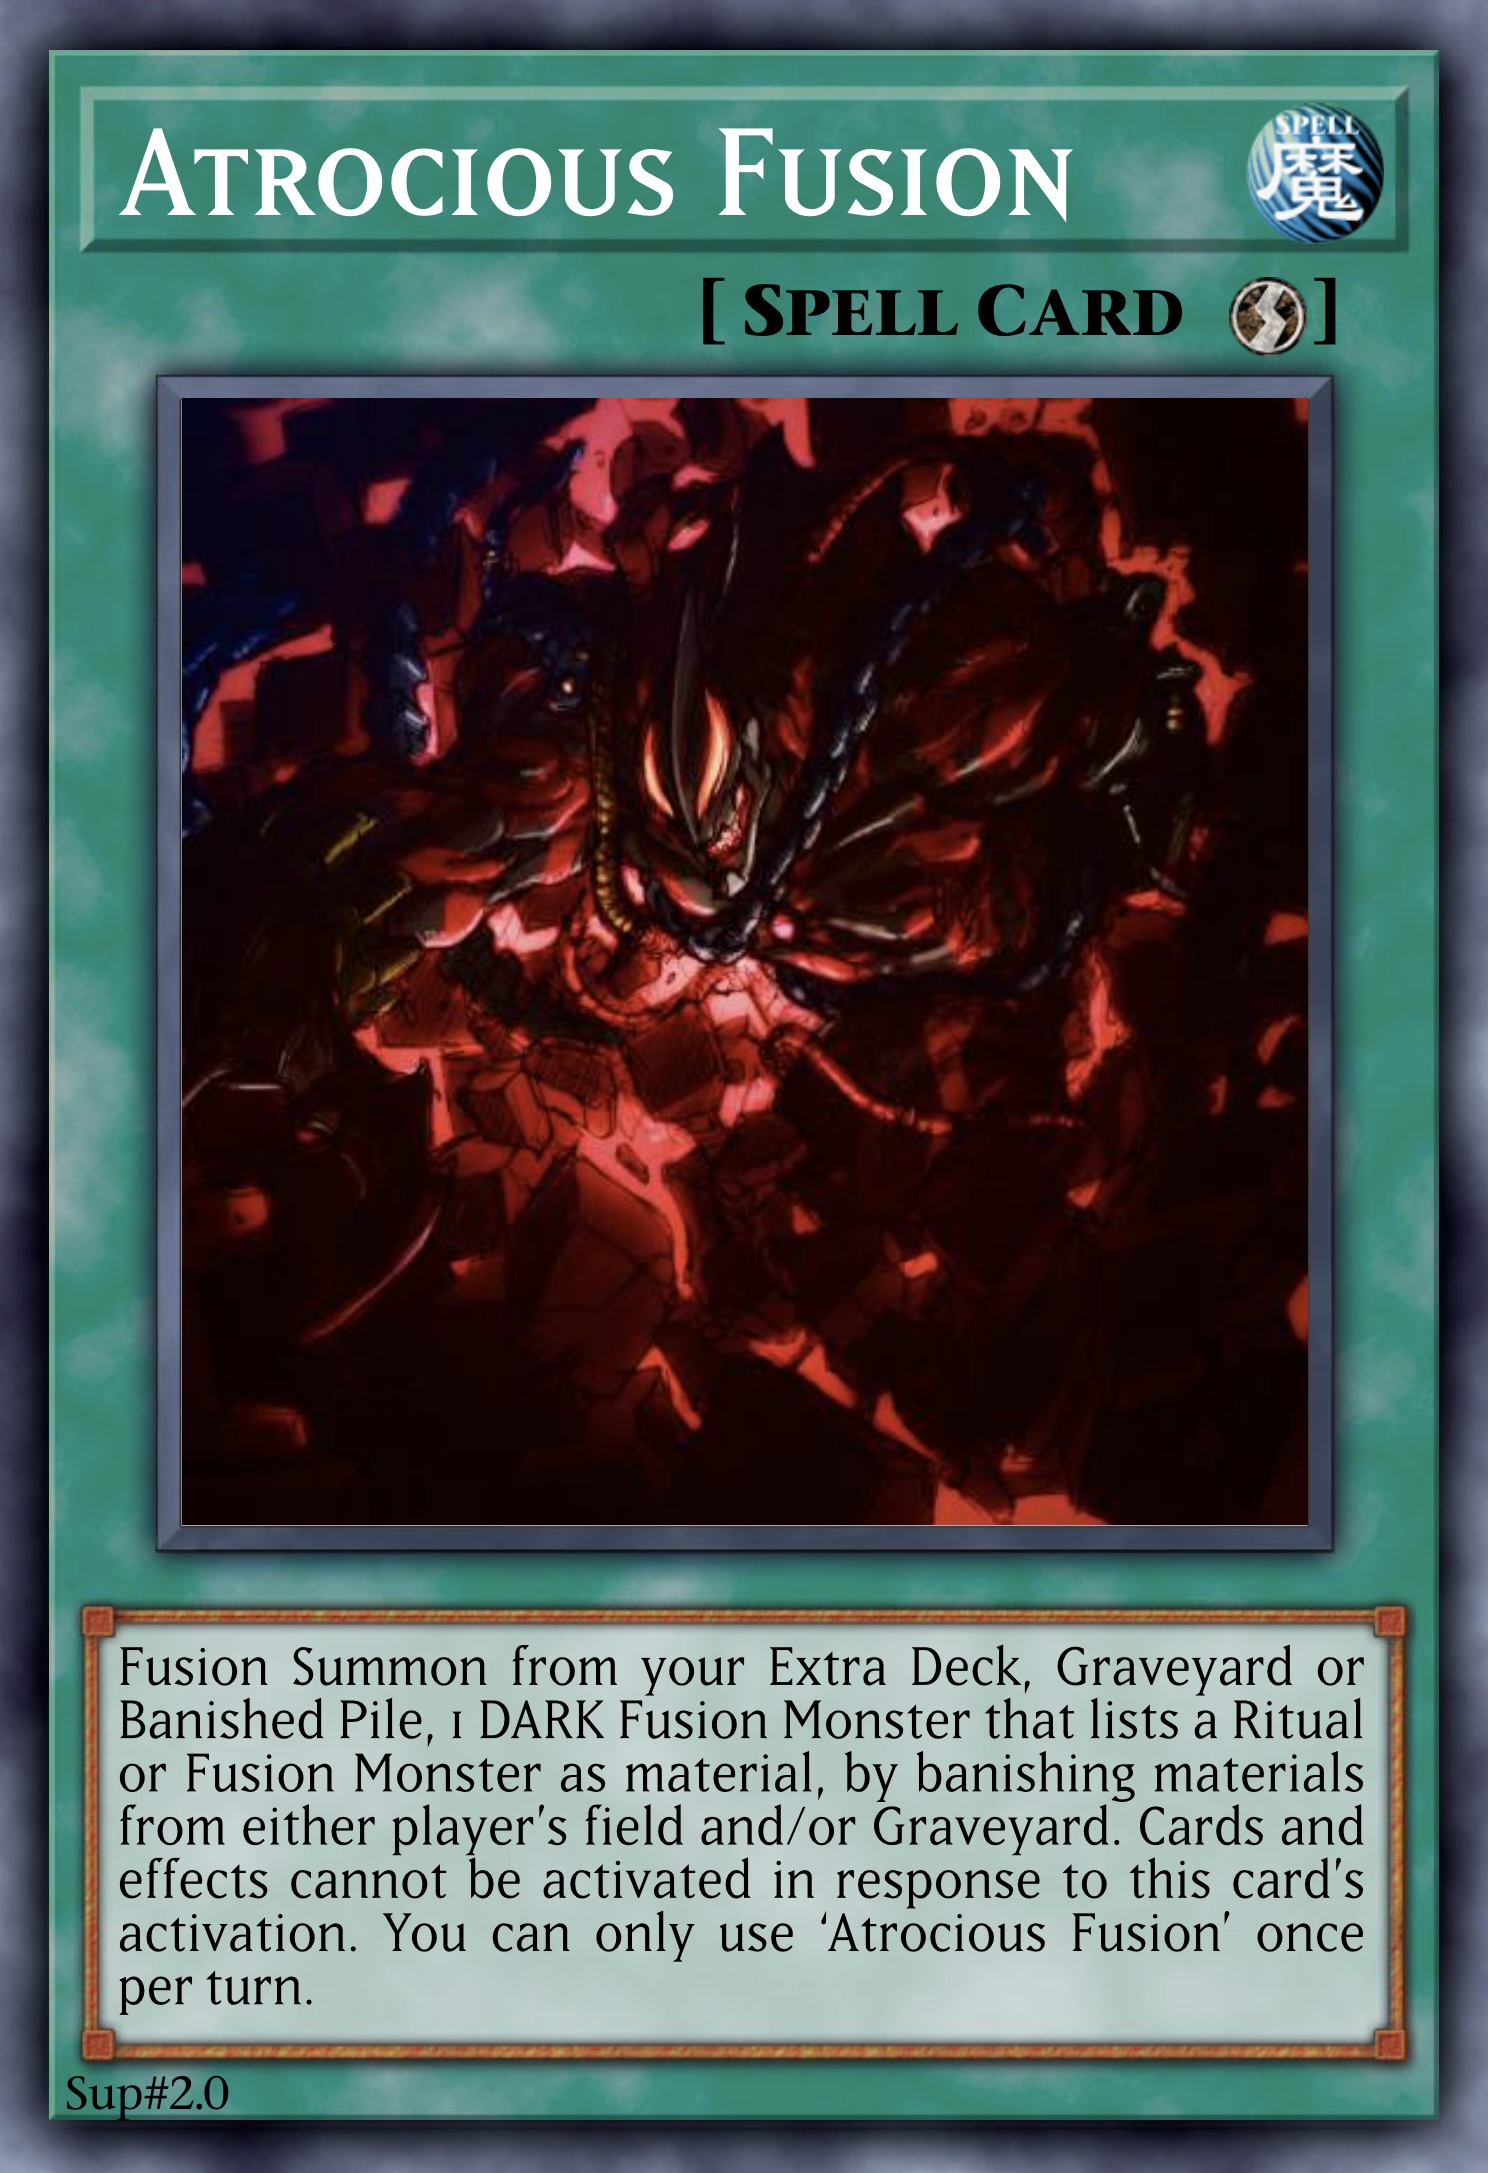 Atrocious Fusion
SPELL
魔
[ Spell Card ]
Fusion Summon from your Extra Deck, Graveyard or
Banished Pile, 1 DARK Fusion Monster that lists a Ritual
or Fusion Monster as material, by banishing materials
from either player's field and/or Graveyard. Cards and
effects cannot be activated in response to this card's
activation. You can only use ‘Atrocious Fusion’ once
per turn.
Sup#2.0